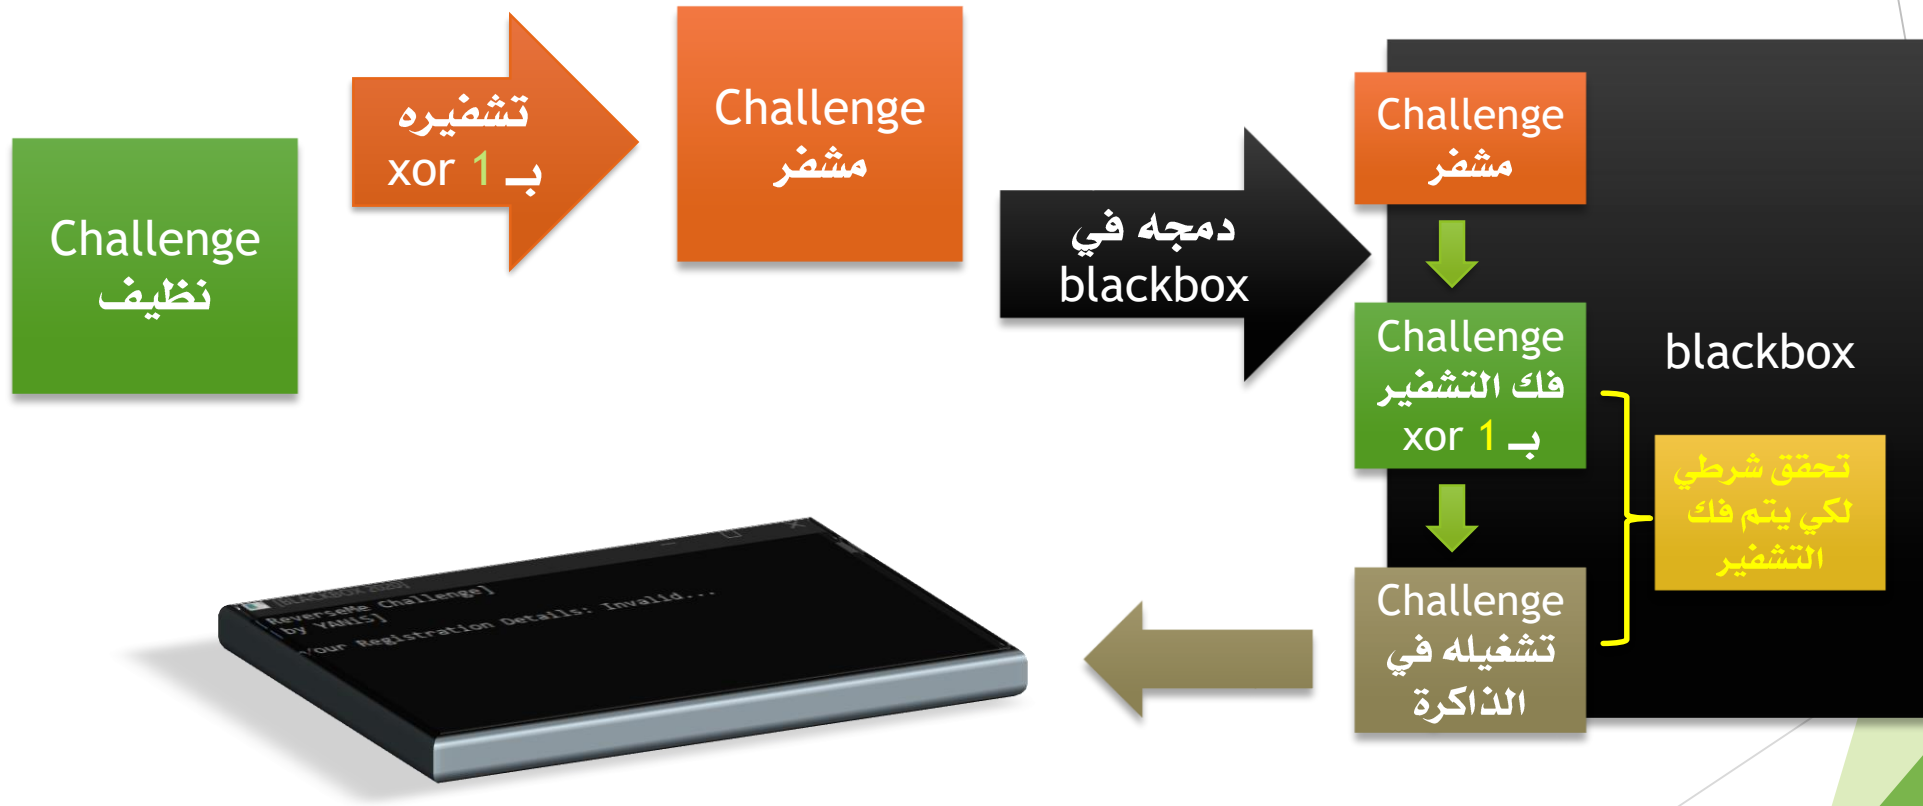 Challenge
نظيف
تشفيره
بـ xor 1
Challenge
مشفر
دمجه في
blackbox
Challenge
مشفر
Challenge
فك التشفير
بـ xor 1
Challenge
تشغيله في
الذاكرة
blackbox
تحقق شرطي
لكي يتم فك
التشفير
[BLACKBOX 2020]
ReverseMe Challenge]
by YANIS]
Your Registration Details: Invalid...